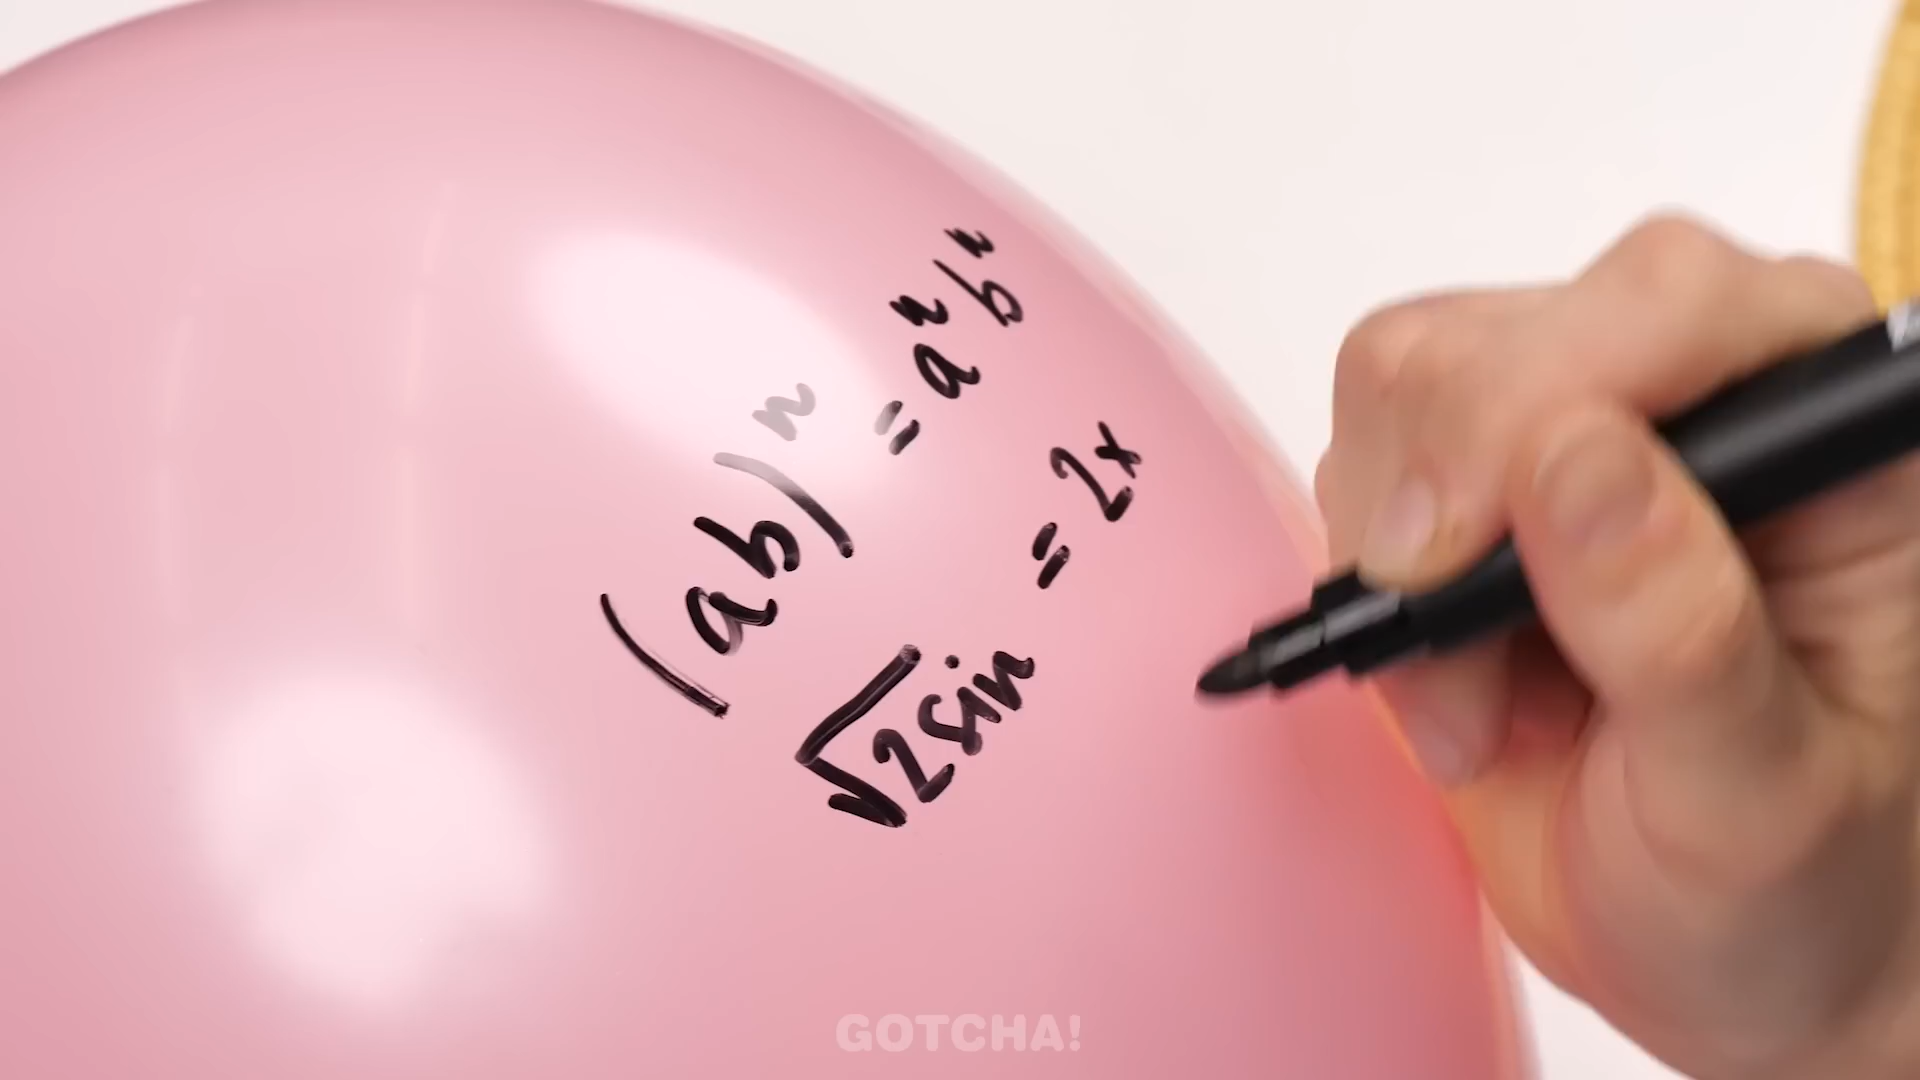 (ab)ⁿ = aⁿbⁿ
√2sin = 2x
GOTCHA!